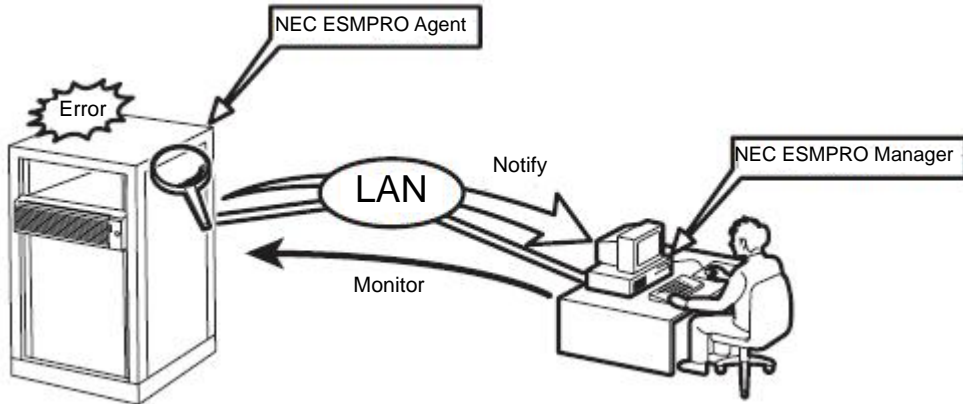 NEC ESMPRO Agent
Error
Notify
NEC ESMPRO Manager
LAN
Monitor